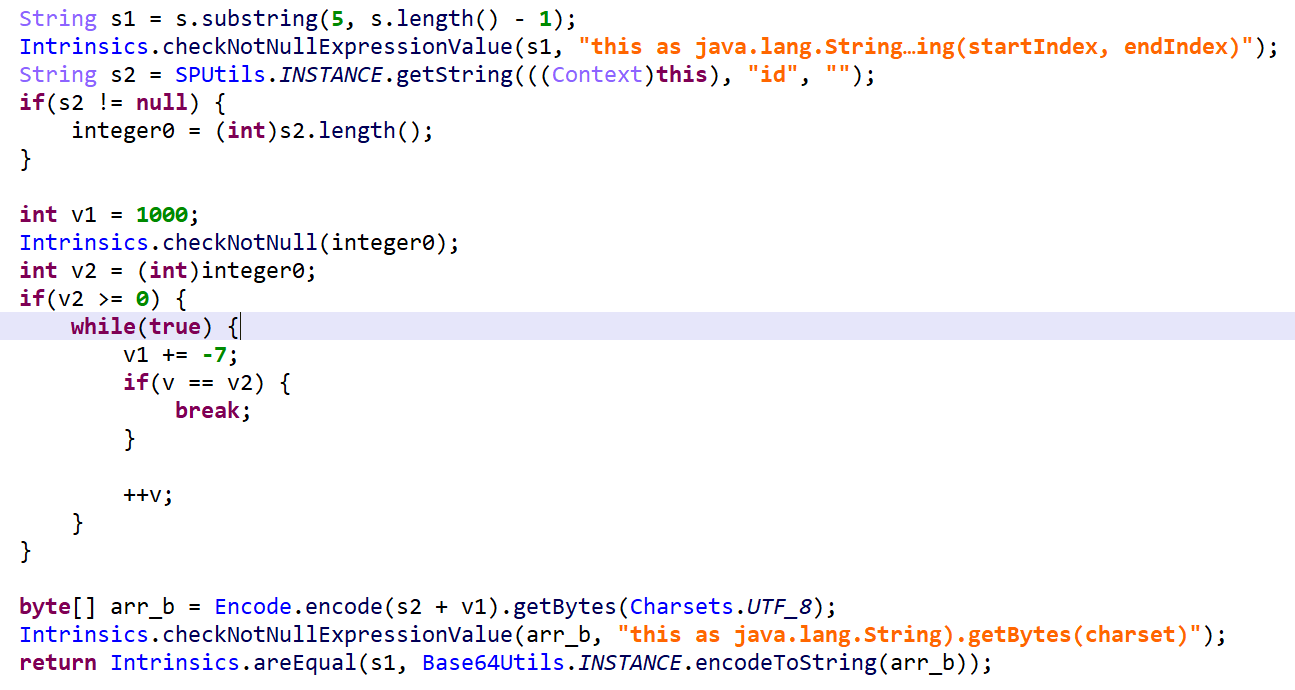 String s1 = s.substring(5, s.length() - 1);
Intrinsics.checkNotNullExpressionValue(s1, "this as java.lang.String…ing(startIndex, endIndex)");
String s2 = SPUtils.INSTANCE.getString(((Context)this), "id", "");
if(s2 != null) {
    integer0 = (int)s2.length();
}

int v1 = 1000;
Intrinsics.checkNotNull(integer0);
int v2 = (int)integer0;
if(v2 >= 0) {
    while(true) {
        v1 += -7;
        if(v == v2) {
            break;
        }

        ++v;
    }
}

byte[] arr_b = Encode.encode(s2 + v1).getBytes(Charsets.UTF_8);
Intrinsics.checkNotNullExpressionValue(arr_b, "this as java.lang.String).getBytes(charset)");
return Intrinsics.areEqual(s1, Base64Utils.INSTANCE.encodeToString(arr_b));